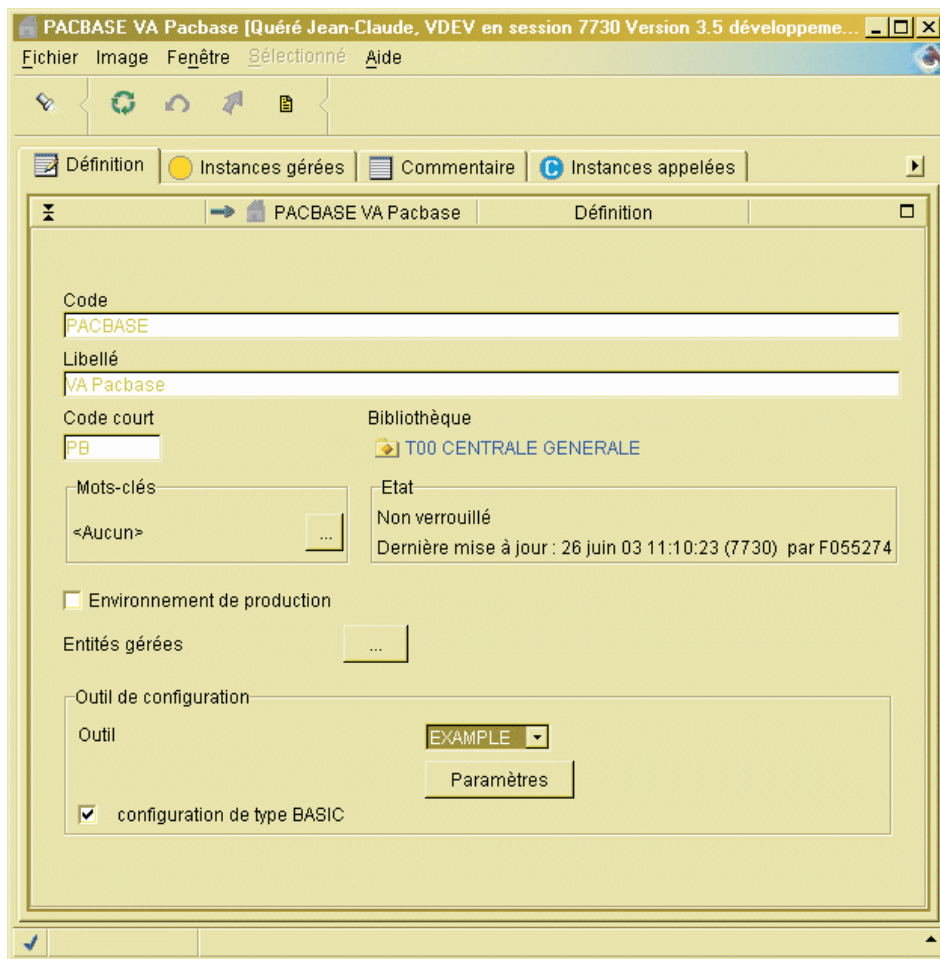 PACBASE VA Pacbase [Quéré Jean-Claude, VDEV en session 7730 Version 3.5 développeme...
Fichier Image Fenêtre Sélectionné Aide
Définition Instances gérées Commentaire C Instances appelées
PACBASE VA Pacbase Définition
Code
PACBASE
Libellé
VA Pacbase
Code court Bibliothèque
PB T00 CENTRALE GENERALE
Mots-clés Etat
<Aucun> ... Non verrouillé
Dernière mise à jour : 26 juin 03 11:10:23 (7730) par F055274
Environnement de production
Entités gérées ...
Outil de configuration
Outil EXAMPLE
Paramètres
configuration de type BASIC